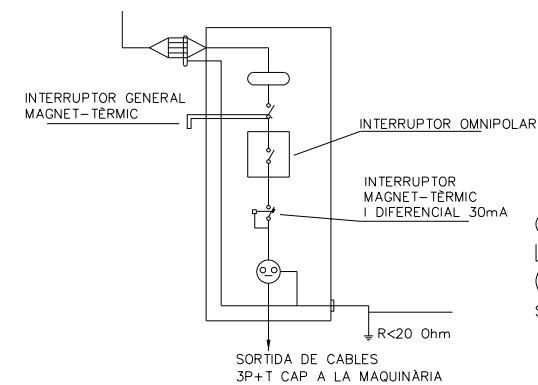 INTERRUPTOR GENERAL
MAGNET-TÈRMIC
INTERRUPTOR OMNIPOLAR
INTERRUPTOR
MAGNET-TÈRMIC
I DIFERENCIAL 30mA
R<20 Ohm
SORTIDA DE CABLES
3P+T CAP A LA MAQUINÀRIA